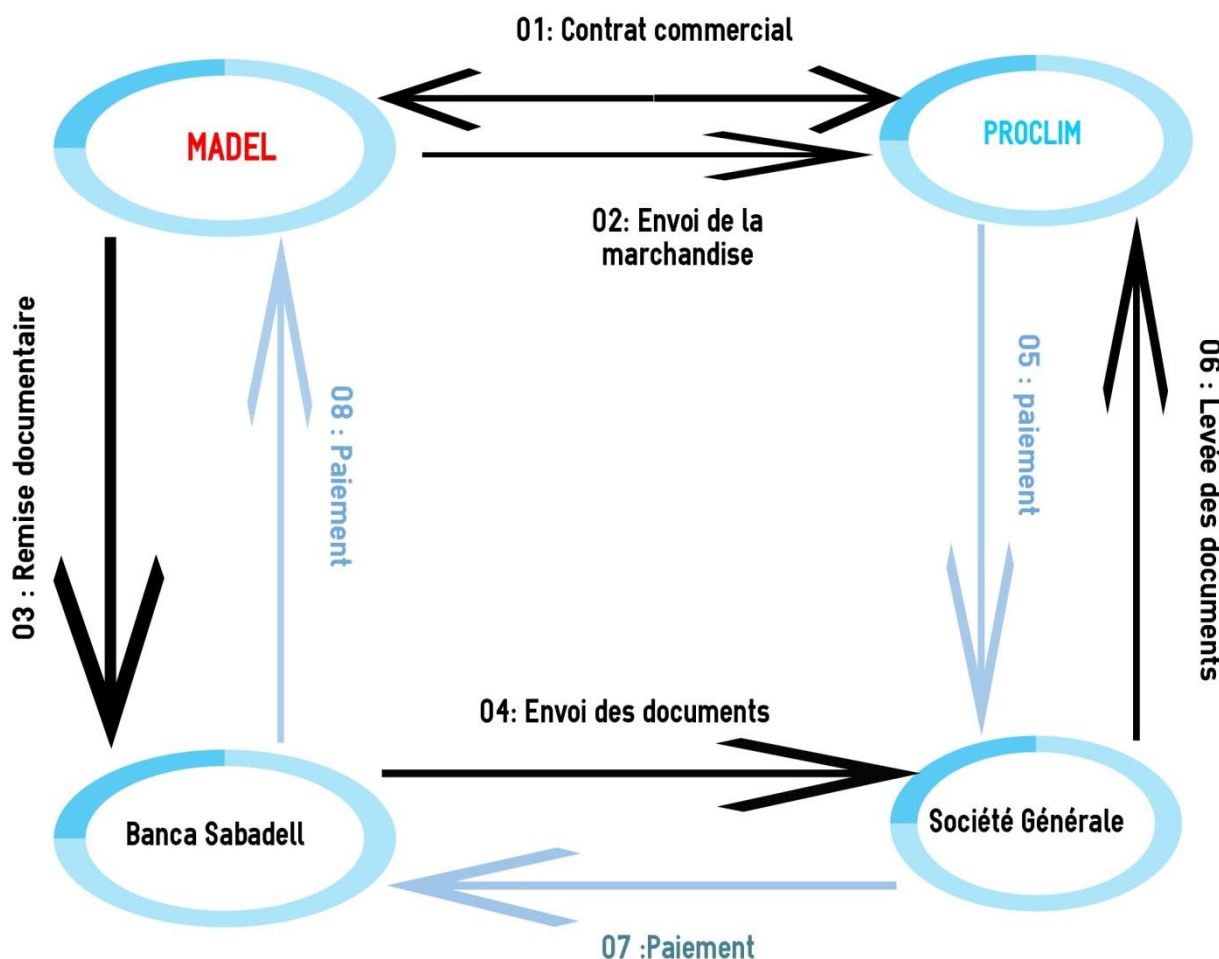 01: Contrat commercial
MADEL
PROCLIM
02: Envoi de la
marchandise
03 : Remise documentaire
08 : Paiement
05 : paiement
06 : Levée des documents
04: Envoi des documents
Banca Sabadell
Société Générale
07 :Paiement